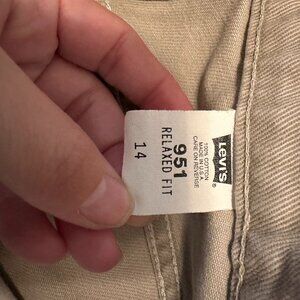 Levi's®
100% COTTON
MADE IN U.S.A.
CARE ON REVERSE
951
RELAXED FIT
14